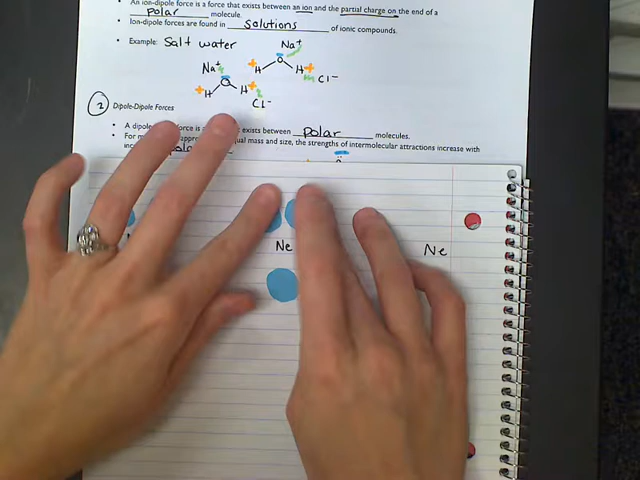 An ion-dipole force is a force that exists between an ion and the partial charge on the end of a
polar molecule.
Ion-dipole forces are found in solutions of ionic compounds.
Example: Salt water
Na+
O
H H
Cl-
Na+
O
H H
Cl-
2 Dipole-Dipole Forces
A dipole force is a exists between polar molecules.
For mass and size, the strengths of intermolecular attractions increase with
Ne
Ne